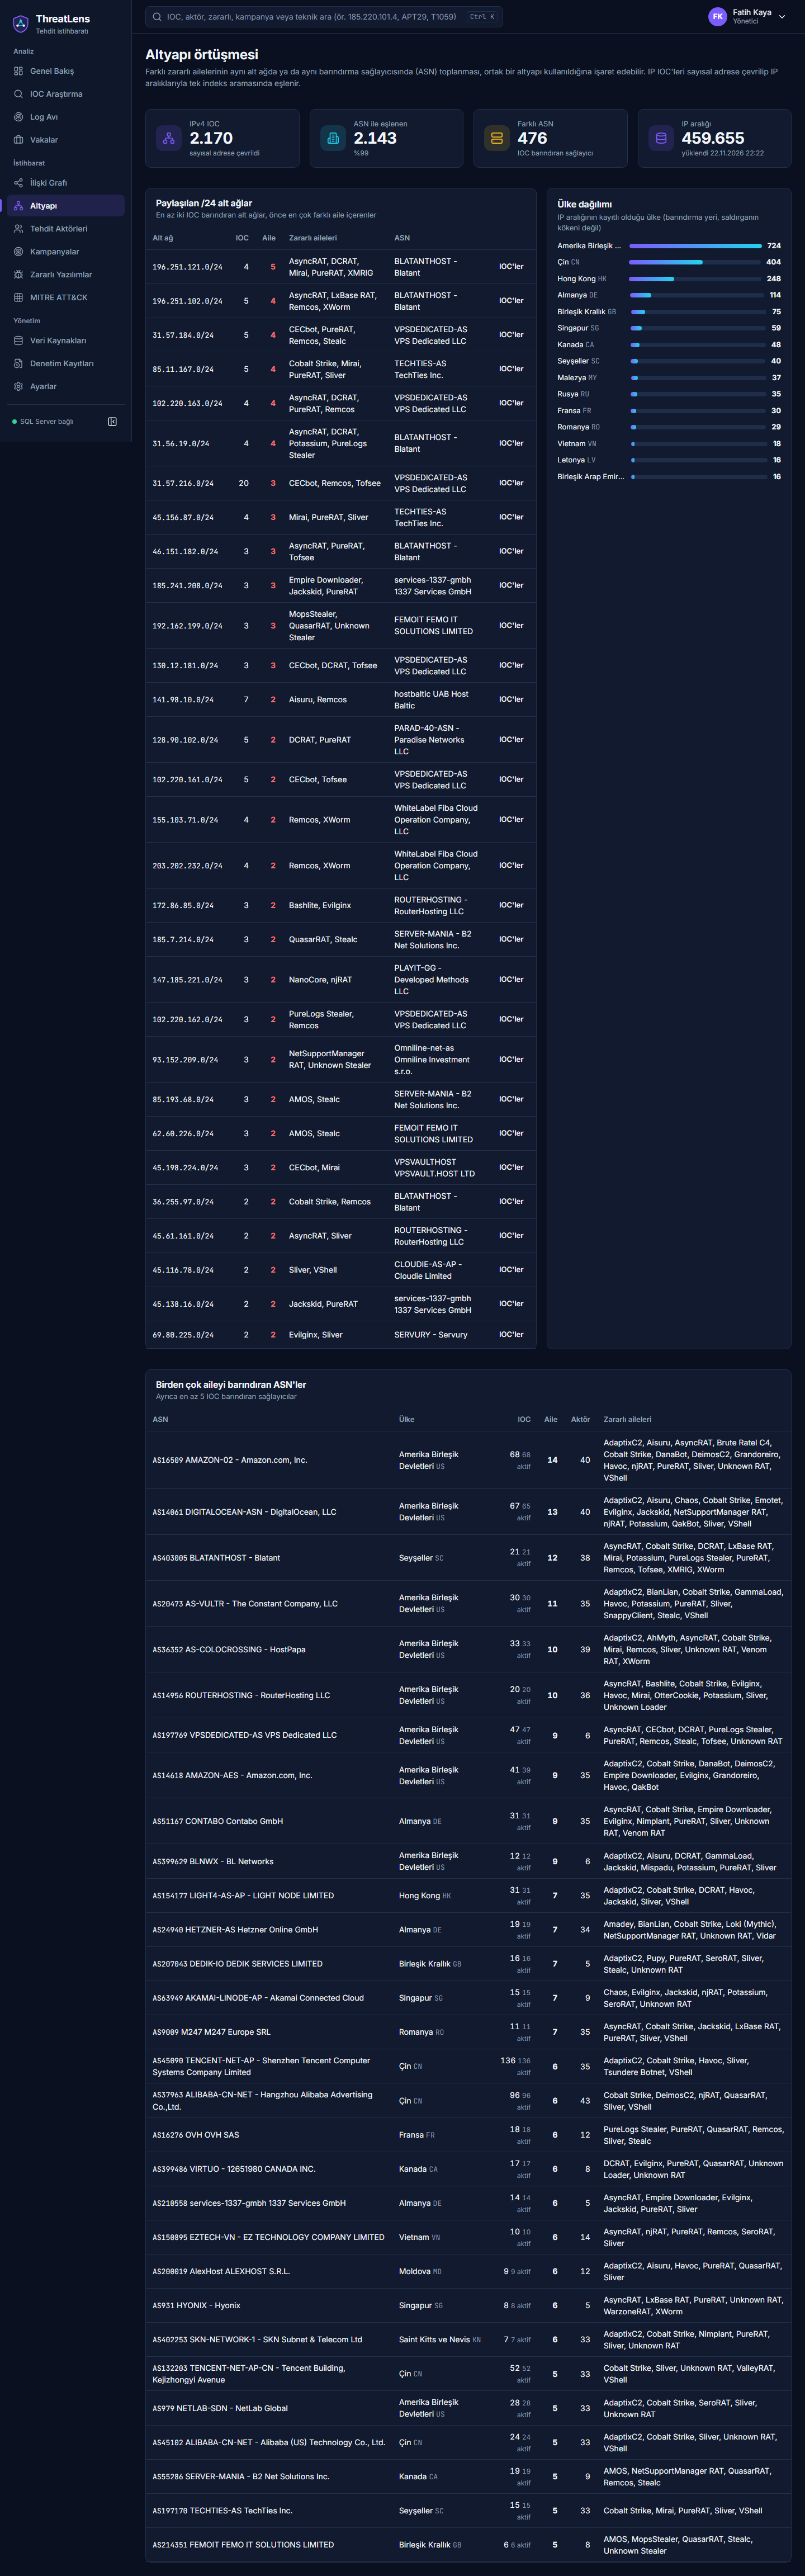 ThreatLens
Tehdit istihbaratı
IOC, aktör, zararlı, kampanya veya teknik ara (ör. 185.220.101.4, APT29, T1059)
Ctrl K
FK
Fatih Kaya
Yönetici
Analiz
Genel Bakış
IOC Araştırma
Log Avı
Vakalar
İstihbarat
İlişki Grafı
Altyapı
Tehdit Aktörleri
Kampanyalar
Zararlı Yazılımlar
MITRE ATT&CK
Yönetim
Veri Kaynakları
Denetim Kayıtları
Ayarlar
SQL Server bağlı
Altyapı örtüşmesi
Farklı zararlı ailelerinin aynı alt ağda ya da aynı barındırma sağlayıcısında (ASN) toplanması, ortak bir altyapı kullanıldığına işaret edebilir. IP IOC'leri sayısal adrese çevrilip IP
aralıklarıyla tek indeks aramasında eşlenir.
IPv4 IOC
2.170
sayısal adrese çevrildi
ASN ile eşlenen
2.143
%99
Farklı ASN
476
IOC barındıran sağlayıcı
IP aralığı
459.655
yüklendi 22.11.2026 22:22
Paylaşılan /24 alt ağlar
En az iki IOC barındıran alt ağlar, önce en çok farklı aile içerenler
Alt ağ IOC Aile Zararlı aileleri ASN
196.251.121.0/24 4 5 AsyncRAT, DCRAT, Mirai, PureRAT, XMRIG BLATANTHOST - Blatant IOC'ler
196.251.102.0/24 5 4 AsyncRAT, LxBase RAT, Remcos, XWorm BLATANTHOST - Blatant IOC'ler
31.57.184.0/24 5 4 CECbot, PureRAT, Remcos, Stealc VPSDEDICATED-AS VPS Dedicated LLC IOC'ler
85.11.167.0/24 5 4 Cobalt Strike, Mirai, PureRAT, Sliver TECHTIES-AS TechTies Inc. IOC'ler
102.220.163.0/24 4 4 AsyncRAT, DCRAT, PureRAT, Remcos VPSDEDICATED-AS VPS Dedicated LLC IOC'ler
31.56.19.0/24 4 4 AsyncRAT, DCRAT, Potassium, PureLogs Stealer BLATANTHOST - Blatant IOC'ler
31.57.216.0/24 20 3 CECbot, Remcos, Tofsee VPSDEDICATED-AS VPS Dedicated LLC IOC'ler
45.156.87.0/24 4 3 Mirai, PureRAT, Sliver TECHTIES-AS TechTies Inc. IOC'ler
46.151.182.0/24 3 3 AsyncRAT, PureRAT, Tofsee BLATANTHOST - Blatant IOC'ler
185.241.208.0/24 3 3 Empire Downloader, Jackskid, PureRAT services-1337-gmbh 1337 Services GmbH IOC'ler
192.162.199.0/24 3 3 MopsStealer, QuasarRAT, Unknown Stealer FEMOIT FEMO IT SOLUTIONS LIMITED IOC'ler
130.12.181.0/24 3 3 CECbot, DCRAT, Tofsee VPSDEDICATED-AS VPS Dedicated LLC IOC'ler
141.98.10.0/24 7 2 Aisuru, Remcos hostbaltic UAB Host Baltic IOC'ler
128.90.102.0/24 5 2 DCRAT, PureRAT PARAD-40-ASN - Paradise Networks LLC IOC'ler
102.220.161.0/24 5 2 CECbot, Tofsee VPSDEDICATED-AS VPS Dedicated LLC IOC'ler
155.103.71.0/24 4 2 Remcos, XWorm WhiteLabel Fiba Cloud Operation Company, LLC IOC'ler
203.202.232.0/24 4 2 Remcos, XWorm WhiteLabel Fiba Cloud Operation Company, LLC IOC'ler
172.86.85.0/24 3 2 Bashlite, Evilginx ROUTERHOSTING - RouterHosting LLC IOC'ler
185.7.214.0/24 3 2 QuasarRAT, Stealc SERVER-MANIA - B2 Net Solutions Inc. IOC'ler
147.185.221.0/24 3 2 NanoCore, njRAT PLAYIT-GG - Developed Methods LLC IOC'ler
102.220.162.0/24 3 2 PureLogs Stealer, Remcos VPSDEDICATED-AS VPS Dedicated LLC IOC'ler
93.152.209.0/24 3 2 NetSupportManager RAT, Unknown Stealer Omniline-net-as Omniline Investment s.r.o. IOC'ler
85.193.68.0/24 3 2 AMOS, Stealc SERVER-MANIA - B2 Net Solutions Inc. IOC'ler
62.60.226.0/24 3 2 AMOS, Stealc FEMOIT FEMO IT SOLUTIONS LIMITED IOC'ler
45.198.224.0/24 3 2 CECbot, Mirai VPSVAULTHOST VPSVAULT.HOST LTD IOC'ler
36.255.97.0/24 2 2 Cobalt Strike, Remcos BLATANTHOST - Blatant IOC'ler
45.61.161.0/24 2 2 AsyncRAT, Sliver ROUTERHOSTING - RouterHosting LLC IOC'ler
45.116.78.0/24 2 2 Sliver, VShell CLOUDIE-AS-AP - Cloudie Limited IOC'ler
45.138.16.0/24 2 2 Jackskid, PureRAT services-1337-gmbh 1337 Services GmbH IOC'ler
69.80.225.0/24 2 2 Evilginx, Sliver SERVURY - Servury IOC'ler
Ülke dağılımı
IP aralığının kayıtlı olduğu ülke (barındırma yeri, saldırganın
kökeni değil)
Amerika Birleşik ... 724
Çin CN 404
Hong Kong HK 248
Almanya DE 114
Birleşik Krallık GB 75
Singapur SG 59
Kanada CA 48
Seyşeller SC 40
Malezya MY 37
Rusya RU 35
Fransa FR 30
Romanya RO 29
Vietnam VN 18
Letonya LV 16
Birleşik Arap Emir... 16
Birden çok aileyi barındıran ASN'ler
Ayrıca en az 5 IOC barındıran sağlayıcılar
ASN Ülke IOC Aile Aktör Zararlı aileleri
AS16509 AMAZON-02 - Amazon.com, Inc. Amerika Birleşik Devletleri US 68 68 aktif 14 40 AdaptixC2, Aisuru, AsyncRAT, Brute Ratel C4, Cobalt Strike, DanaBot, DeimosC2, Grandoreiro, Havoc, njRAT, PureRAT, Sliver, Unknown RAT, VShell
AS14061 DIGITALOCEAN-ASN - DigitalOcean, LLC Amerika Birleşik Devletleri US 67 65 aktif 13 40 AdaptixC2, Aisuru, Chaos, Cobalt Strike, Emotet, Evilginx, Jackskid, NetSupportManager RAT, njRAT, Potassium, QakBot, Sliver, VShell
AS403005 BLATANTHOST - Blatant Seyşeller SC 21 21 aktif 12 38 AsyncRAT, Cobalt Strike, DCRAT, LxBase RAT, Mirai, Potassium, PureLogs Stealer, PureRAT, Remcos, Tofsee, XMRIG, XWorm
AS20473 AS-VULTR - The Constant Company, LLC Amerika Birleşik Devletleri US 30 30 aktif 11 35 AdaptixC2, BianLian, Cobalt Strike, GammaLoad, Havoc, Potassium, PureRAT, Sliver, SnappyClient, Stealc, VShell
AS36352 AS-COLOCROSSING - HostPapa Amerika Birleşik Devletleri US 33 33 aktif 10 39 AdaptixC2, AhMyth, AsyncRAT, Cobalt Strike, Mirai, Remcos, Sliver, Unknown RAT, Venom RAT, XWorm
AS14956 ROUTERHOSTING - RouterHosting LLC Amerika Birleşik Devletleri US 20 20 aktif 10 36 AsyncRAT, Bashlite, Cobalt Strike, Evilginx, Havoc, Mirai, OtterCookie, Potassium, Sliver, Unknown Loader
AS197769 VPSDEDICATED-AS VPS Dedicated LLC Amerika Birleşik Devletleri US 47 47 aktif 9 6 AsyncRAT, CECbot, DCRAT, PureLogs Stealer, PureRAT, Remcos, Stealc, Tofsee, Unknown RAT
AS14618 AMAZON-AES - Amazon.com, Inc. Amerika Birleşik Devletleri US 41 39 aktif 9 35 AdaptixC2, Cobalt Strike, DanaBot, DeimosC2, Empire Downloader, Evilginx, Grandoreiro, Havoc, QakBot
AS51167 CONTABO Contabo GmbH Almanya DE 31 31 aktif 9 35 AsyncRAT, Cobalt Strike, Empire Downloader, Evilginx, Nimplant, PureRAT, Sliver, Unknown RAT, Venom RAT
AS399629 BLNWX - BL Networks Amerika Birleşik Devletleri US 12 12 aktif 9 6 AdaptixC2, Aisuru, DCRAT, GammaLoad, Jackskid, Mispadu, Potassium, PureRAT, Sliver
AS154177 LIGHT4-AS-AP - LIGHT NODE LIMITED Hong Kong HK 31 31 aktif 7 35 AdaptixC2, Cobalt Strike, DCRAT, Havoc, Jackskid, Sliver, VShell
AS24940 HETZNER-AS Hetzner Online GmbH Almanya DE 19 19 aktif 7 34 Amadey, BianLian, Cobalt Strike, Loki (Mythic), NetSupportManager RAT, Unknown RAT, Vidar
AS207043 DEDIK-IO DEDIK SERVICES LIMITED Birleşik Krallık GB 16 16 aktif 7 5 AdaptixC2, Pupy, PureRAT, SeroRAT, Sliver, Stealc, Unknown RAT
AS63949 AKAMAI-LINODE-AP - Akamai Connected Cloud Singapur SG 15 15 aktif 7 9 Chaos, Evilginx, Jackskid, njRAT, Potassium, SeroRAT, Unknown RAT
AS9009 M247 M247 Europe SRL Romanya RO 11 11 aktif 7 35 AsyncRAT, Cobalt Strike, Jackskid, LxBase RAT, PureRAT, Sliver, VShell
AS45090 TENCENT-NET-AP - Shenzhen Tencent Computer Systems Company Limited Çin CN 136 136 aktif 6 35 AdaptixC2, Cobalt Strike, Havoc, Sliver, Tsundere Botnet, VShell
AS37963 ALIBABA-CN-NET - Hangzhou Alibaba Advertising Co.,Ltd. Çin CN 96 96 aktif 6 43 Cobalt Strike, DeimosC2, njRAT, QuasarRAT, Sliver, VShell
AS16276 OVH OVH SAS Fransa FR 18 18 aktif 6 12 PureLogs Stealer, PureRAT, QuasarRAT, Remcos, Sliver, Stealc
AS399486 VIRTUO - 12651980 CANADA INC. Kanada CA 17 17 aktif 6 8 DCRAT, Evilginx, PureRAT, QuasarRAT, Unknown Loader, Unknown RAT
AS210558 services-1337-gmbh 1337 Services GmbH Almanya DE 14 14 aktif 6 5 AsyncRAT, Empire Downloader, Evilginx, Jackskid, PureRAT, Sliver
AS150895 EZTECH-VN - EZ TECHNOLOGY COMPANY LIMITED Vietnam VN 10 10 aktif 6 14 AsyncRAT, njRAT, PureRAT, Remcos, SeroRAT, Sliver
AS200019 AlexHost ALEXHOST S.R.L. Moldova MD 9 9 aktif 6 12 AdaptixC2, Aisuru, Havoc, PureRAT, QuasarRAT, Sliver
AS931 HYONIX - Hyonix Singapur SG 8 8 aktif 6 5 AsyncRAT, LxBase RAT, PureRAT, Unknown RAT, WarzoneRAT, XWorm
AS402253 SKN-NETWORK-1 - SKN Subnet & Telecom Ltd Saint Kitts ve Nevis KN 7 7 aktif 6 33 AdaptixC2, Cobalt Strike, Nimplant, PureRAT, Sliver, Unknown RAT
AS132203 TENCENT-NET-AP-CN - Tencent Building, Kejizhongyi Avenue Çin CN 52 52 aktif 5 33 Cobalt Strike, Sliver, Unknown RAT, ValleyRAT, VShell
AS979 NETLAB-SDN - NetLab Global Amerika Birleşik Devletleri US 28 28 aktif 5 33 AdaptixC2, Cobalt Strike, SeroRAT, Sliver, Unknown RAT
AS45102 ALIBABA-CN-NET - Alibaba (US) Technology Co., Ltd. Çin CN 24 24 aktif 5 33 AdaptixC2, Cobalt Strike, Sliver, Unknown RAT, VShell
AS55286 SERVER-MANIA - B2 Net Solutions Inc. Kanada CA 19 19 aktif 5 9 AMOS, NetSupportManager RAT, QuasarRAT, Remcos, Stealc
AS197170 TECHTIES-AS TechTies Inc. Seyşeller SC 15 15 aktif 5 33 Cobalt Strike, Mirai, PureRAT, Sliver, VShell
AS214351 FEMOIT FEMO IT SOLUTIONS LIMITED Birleşik Krallık GB 6 6 aktif 5 8 AMOS, MopsStealer, QuasarRAT, Stealc, Unknown Stealer